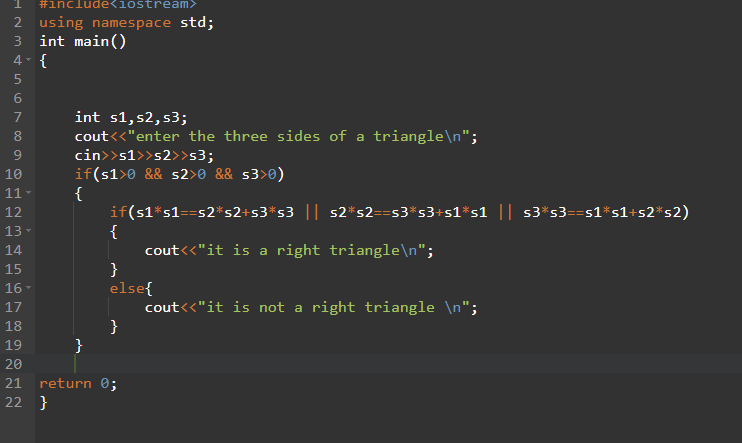 1 #include<iostream>
2 using namespace std;
3 int main()
4 {
5
6
7 int s1,s2,s3;
8 cout<<"enter the three sides of a triangle\n";
9 cin>>s1>>s2>>s3;
10 if(s1>0 && s2>0 && s3>0)
11 {
12 if(s1*s1==s2*s2+s3*s3 || s2*s2==s3*s3+s1*s1 || s3*s3==s1*s1+s2*s2)
13 {
14 cout<<"it is a right triangle\n";
15 }
16 else{
17 cout<<"it is not a right triangle \n";
18 }
19 }
20
21 return 0;
22 }